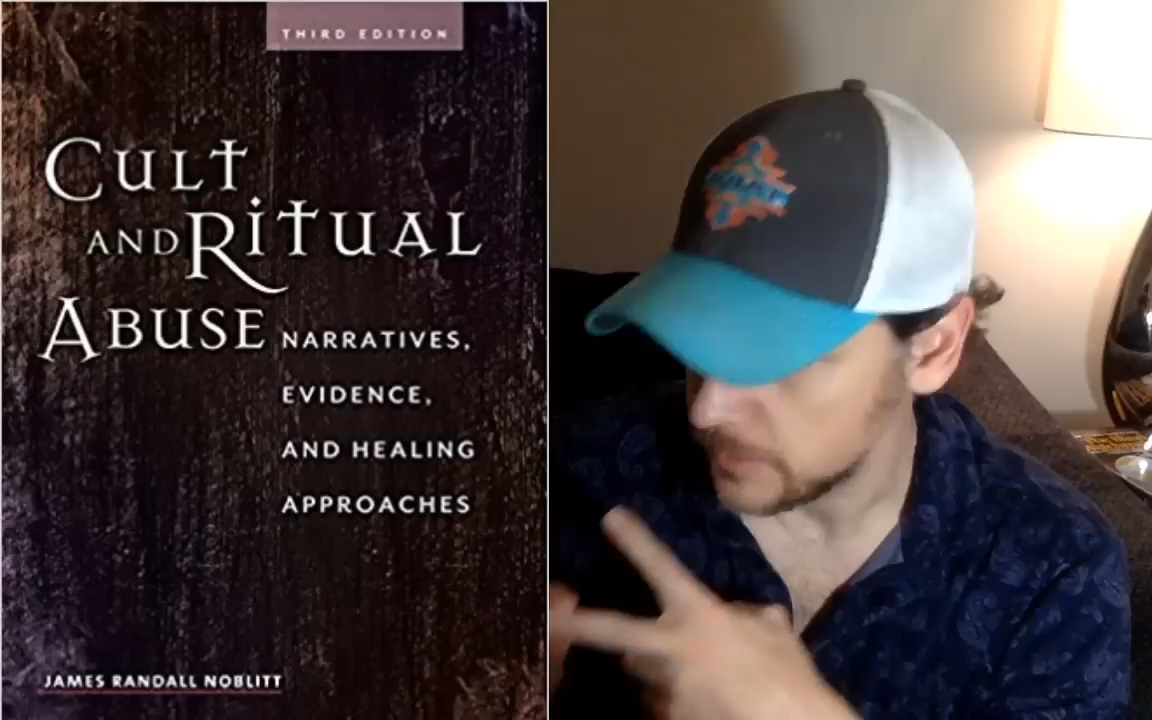 THIRD EDITION
CULT
AND RITUAL
ABUSE
NARRATIVES,
EVIDENCE,
AND HEALING
APPROACHES
JAMES RANDALL NOBLITT